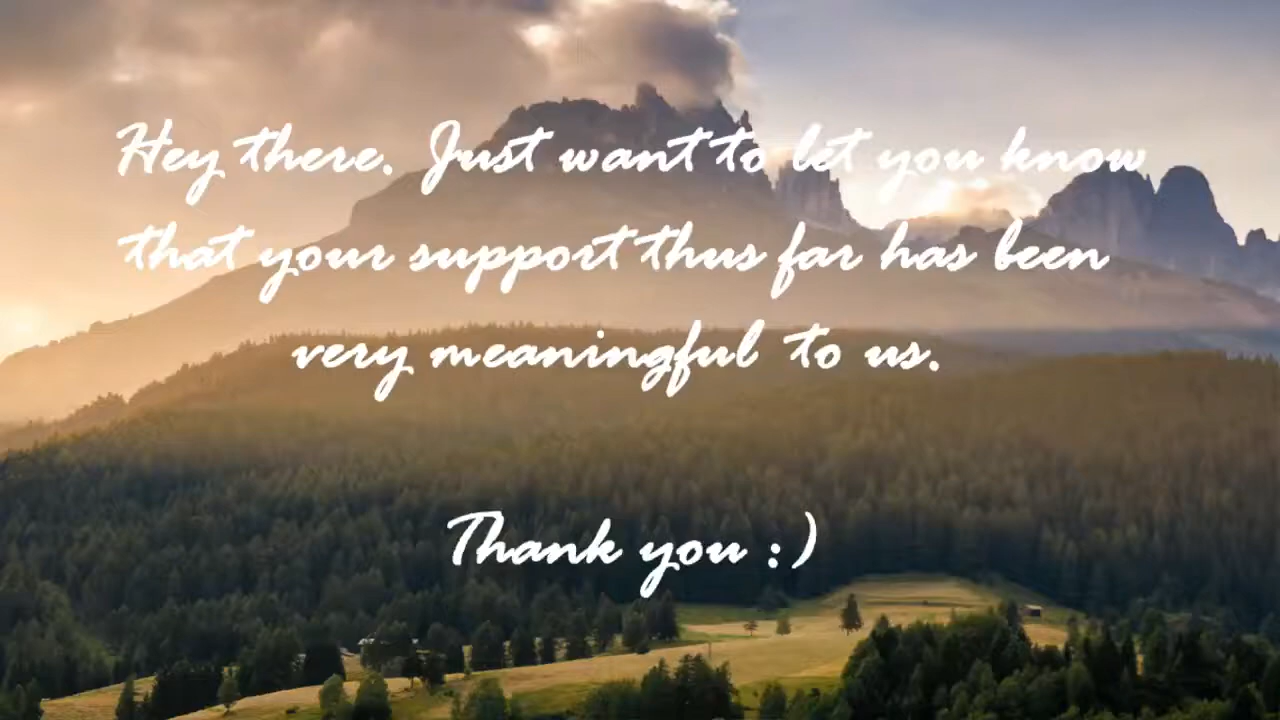 Hey there. Just want to let you know
that your support thus far has been
very meaningful to us.
Thank you :)